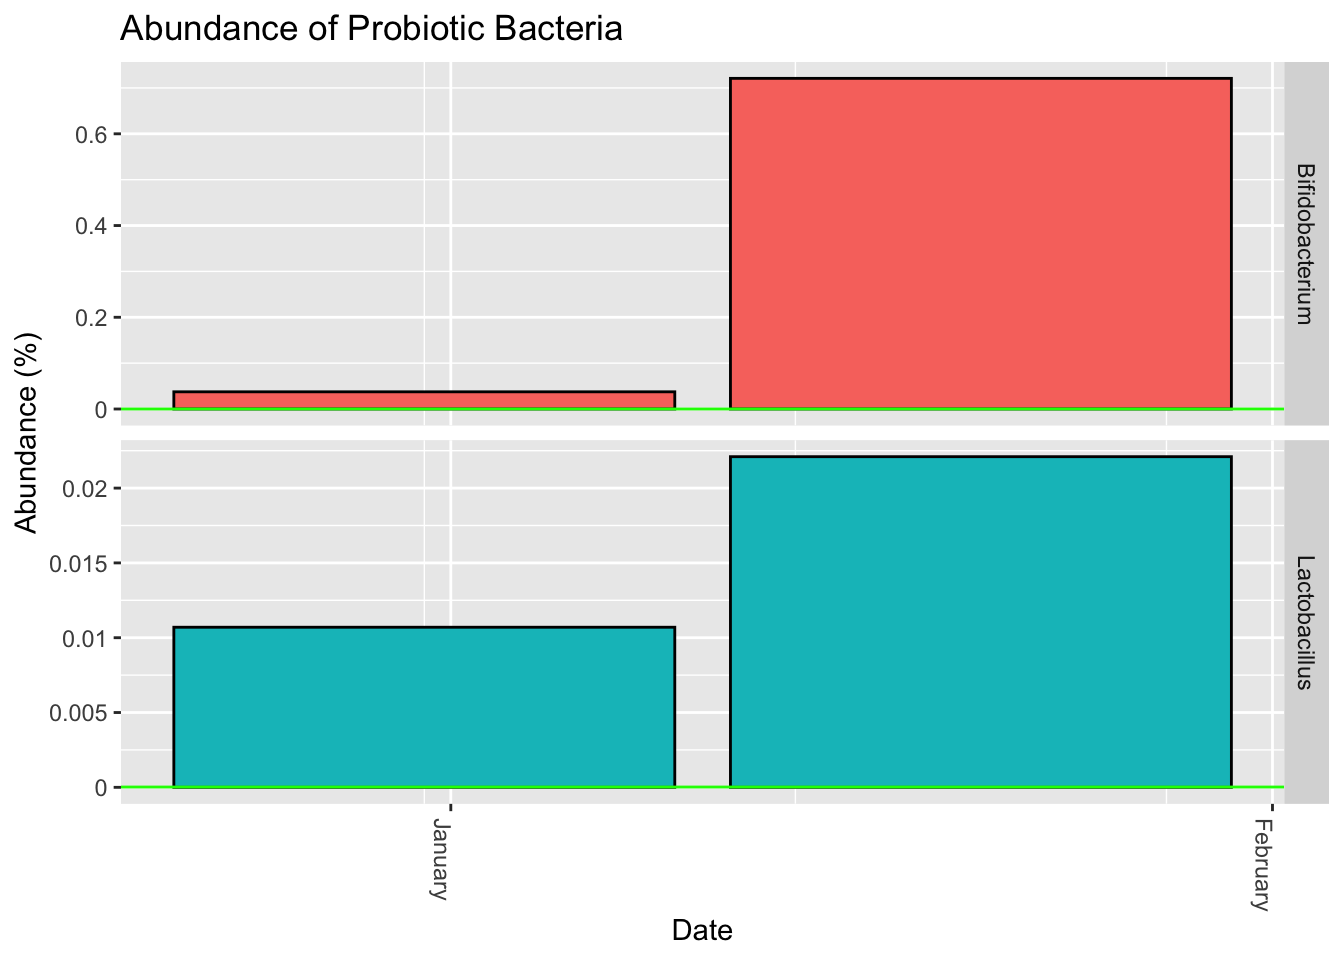 Abundance of Probiotic Bacteria
Abundance (%)
0.6
0.4
0.2
0
Bifidobacterium
0.02
0.015
0.01
0.005
0
Lactobacillus
January
February
Date